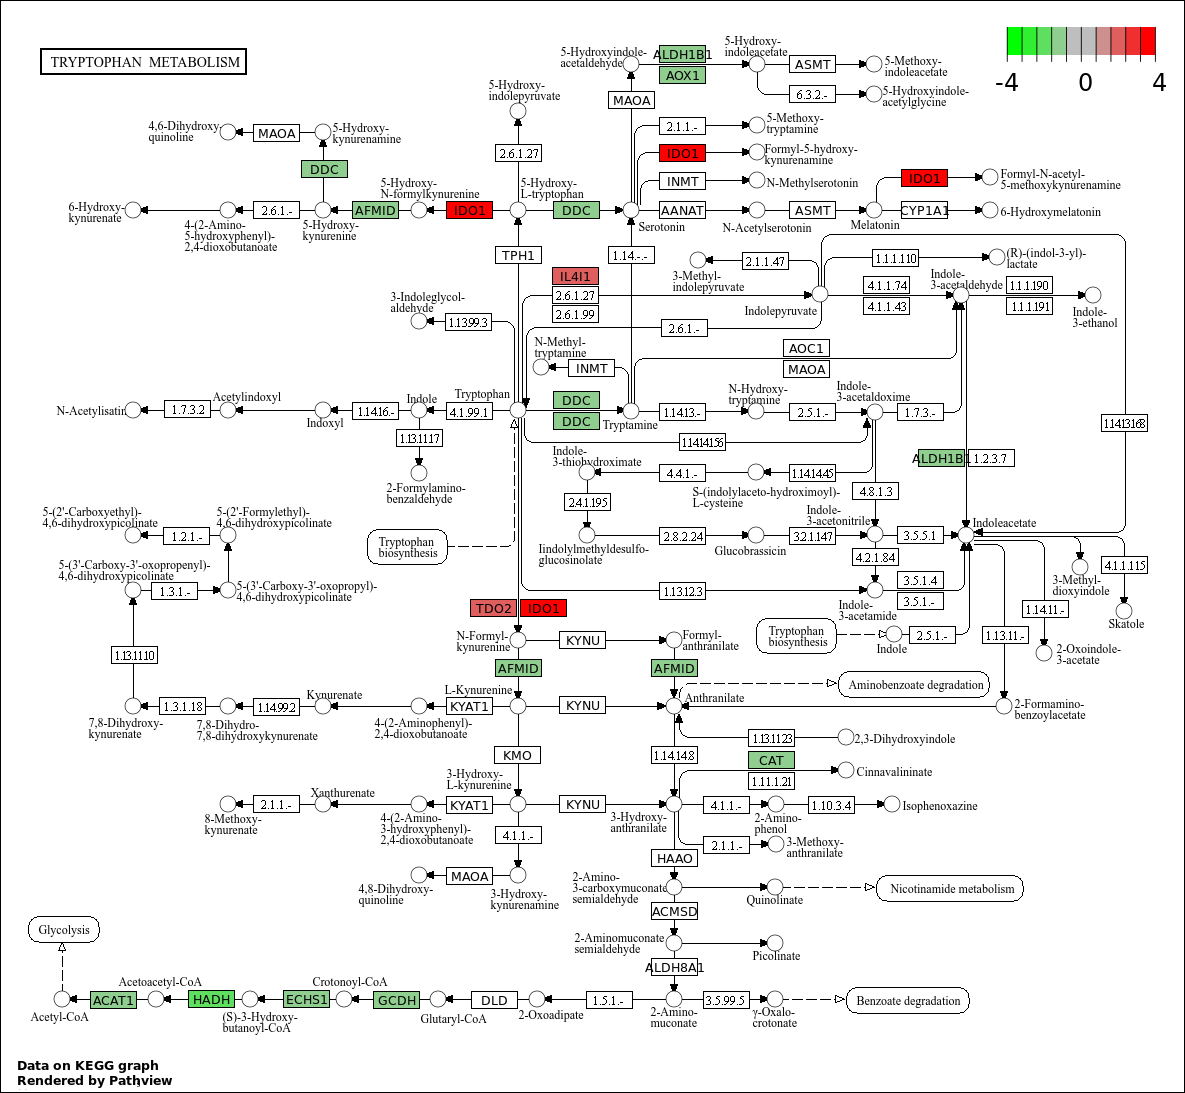 TRYPTOPHAN METABOLISM
-4
0
4
5-Hydroxyindole-
acetaldehyde
ALDH1B1
AOX1
5-Hydroxy-
indoleacetate
ASMT
5-Methoxy-
indoleacetate
6.3.2.-
5-Hydroxyindole-
acetylglycine
5-Hydroxy-
indolepyruvate
MAOA
2.1.1.-
5-Methoxy-
tryptamine
4,6-Dihydroxy-
quinoline
MAOA
5-Hydroxy-
kynurenamine
2.6.1.27
IDO1
Formyl-5-hydroxy-
kynurenamine
DDC
INMT
N-Methylserotonin
IDO1
Formyl-N-acetyl-
5-methoxykynurenamine
5-Hydroxy-
N-formylkynurenine
5-Hydroxy-
L-tryptophan
6-Hydroxy-
kynurenate
2.6.1.-
AFMID
IDO1
DDC
AANAT
ASMT
CYP1A1
6-Hydroxymelatonin
4-(2-Amino-
5-hydroxyphenyl)-
2,4-dioxobutanoate
5-Hydroxy-
kynurenine
Serotonin
N-Acetylserotonin
Melatonin
TPH1
1.14.-.-
2.1.1.47
1.1.1.110
(R)-(indol-3-yl)-
lactate
3-Methyl-
indolepyruvate
IL4I1
2.6.1.27
2.6.1.99
Indolepyruvate
4.1.1.74
4.1.1.43
Indole-
3-acetaldehyde
1.1.1.190
1.1.1.191
Indole-
3-ethanol
3-Indoleglycol-
aldehyde
1.13.99.3
2.6.1.-
N-Methyl-
tryptamine
INMT
AOC1
MAOA
N-Acetylisatin
1.7.3.2
Acetylindoxyl
Indoxyl
1.14.16.-
Indole
4.1.99.1
Tryptophan
DDC
DDC
Tryptamine
1.14.13.-
N-Hydroxy-
tryptamine
2.5.1.-
Indole-
3-acetaldoxime
1.7.3.-
1.14.13.168
1.13.11.17
1.14.14.156
2-Formylamino-
benzaldehyde
Indole-
3-thiohydroximate
4.4.1.-
1.14.14.45
S-(indolylaceto-hydroximoyl)-
L-cysteine
ALDH1B1
1.2.3.7
4.8.1.3
2.4.1.195
5-(2'-Carboxyethyl)-
4,6-dihydroxypicolinate
1.2.1.-
5-(2'-Formylethyl)-
4,6-dihydroxypicolinate
Tryptophan
biosynthesis
Iindolylmethyldesulfo-
glucosinolate
2.8.2.24
Glucobrassicin
3.2.1.147
Indole-
3-acetonitrile
3.5.5.1
Indoleacetate
4.2.1.84
4.1.1.115
5-(3'-Carboxy-3'-oxopropenyl)-
4,6-dihydroxypicolinate
1.3.1.-
5-(3'-Carboxy-3'-oxopropyl)-
4,6-dihydroxypicolinate
1.13.12.3
3.5.1.4
3.5.1.-
Indole-
3-acetamide
3-Methyl-
dioxyindole
1.14.11.-
Skatole
TDO2
IDO1
N-Formyl-
kynurenine
KYNU
Formyl-
anthranilate
Tryptophan
biosynthesis
Indole
2.5.1.-
1.13.11.-
2-Oxoindole-
3-acetate
1.13.11.10
AFMID
AFMID
Aminobenzoate degradation
7,8-Dihydroxy-
kynurenate
1.3.1.18
7,8-Dihydro-
7,8-dihydroxykynurenate
1.14.99.2
Kynurenate
4-(2-Aminophenyl)-
2,4-dioxobutanoate
KYAT1
L-Kynurenine
KYNU
Anthranilate
2-Formamino-
benzoylacetate
KMO
1.14.14.8
1.13.11.23
2,3-Dihydroxyindole
CAT
1.11.1.21
Cinnavalininate
8-Methoxy-
kynurenate
2.1.1.-
Xanthurenate
4-(2-Amino-
3-hydroxyphenyl)-
2,4-dioxobutanoate
KYAT1
3-Hydroxy-
L-kynurenine
KYNU
3-Hydroxy-
anthranilate
4.1.1.-
2-Amino-
phenol
1.10.3.4
Isophenoxazine
4.1.1.-
2.1.1.-
3-Methoxy-
anthranilate
4,8-Dihydroxy-
quinoline
MAOA
3-Hydroxy-
kynurenamine
HAAO
2-Amino-
3-carboxymuconate
semialdehyde
Quinolinate
Nicotinamide metabolism
ACMSD
2-Aminomuconate
semialdehyde
Picolinate
ALDH8A1
Glycolysis
Acetyl-CoA
ACAT1
Acetoacetyl-CoA
HADH
(S)-3-Hydroxy-
butanoyl-CoA
ECHS1
Crotonoyl-CoA
GCDH
Glutaryl-CoA
DLD
2-Oxoadipate
1.5.1.-
2-Amino-
muconate
3.5.99.5
γ-Oxalo-
crotonate
Benzoate degradation
Data on KEGG graph
Rendered by Pathview